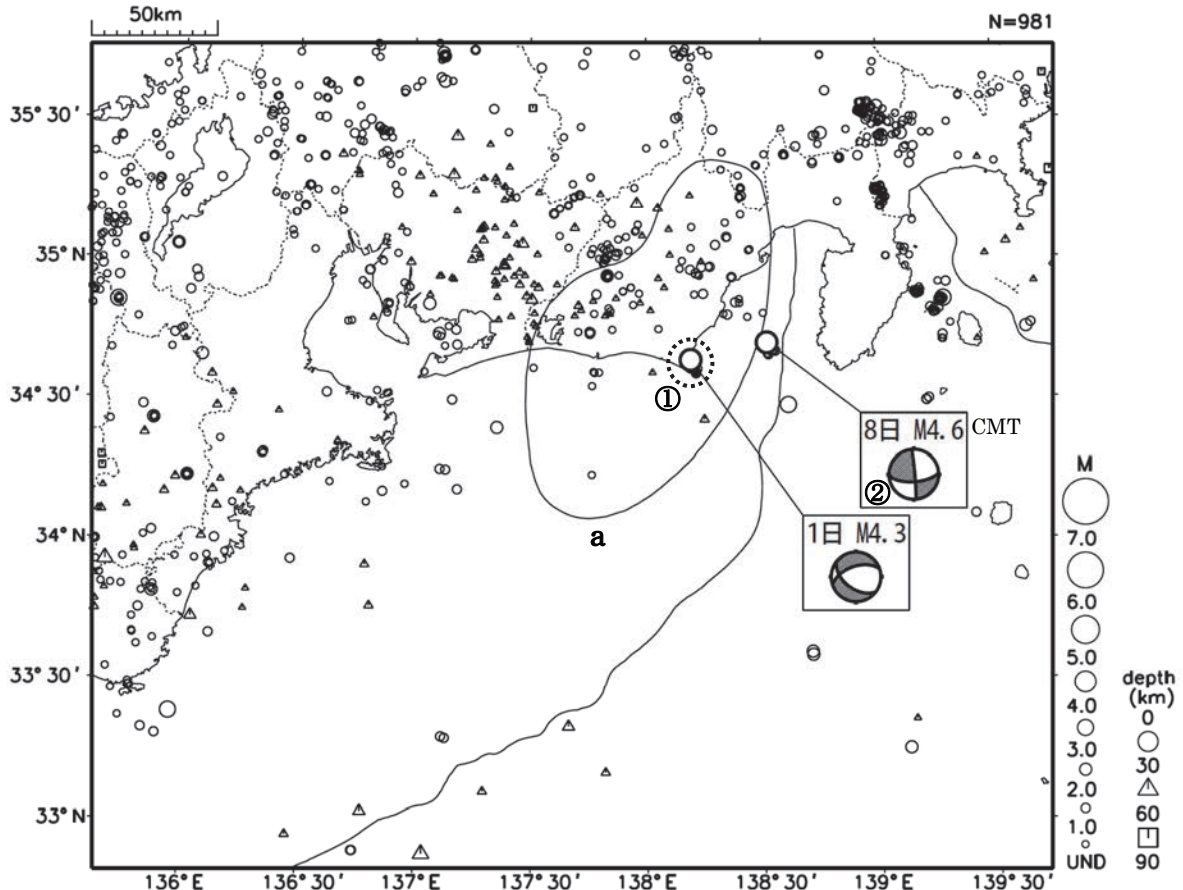 50km
N=981
35°30′
35°N
34°30′
34°N
33°30′
33°N
136°E
136°30′
137°E
137°30′
138°E
138°30′
139°E
139°30′
①
a
8日 M4.6
CMT
②
1日 M4.3
M
7.0
6.0
5.0
4.0
3.0
2.0
1.0
UND
depth
(km)
0
30
60
90